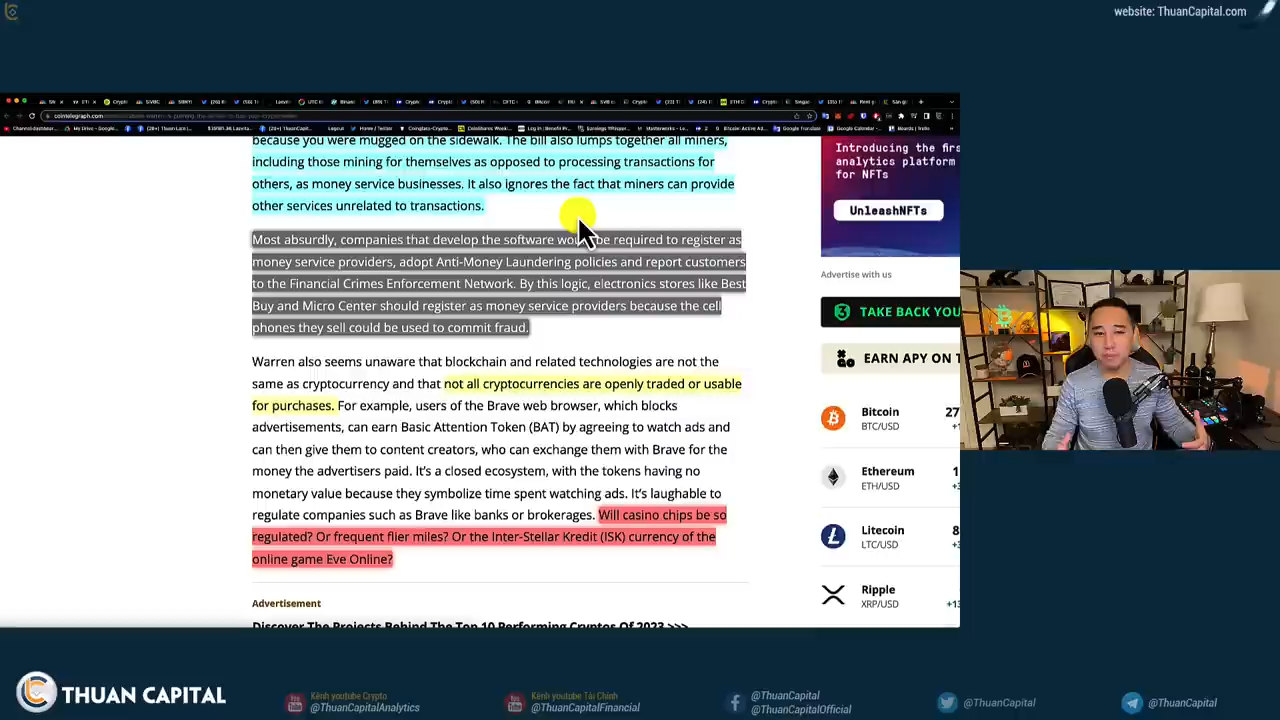 website: ThuanCapital.com
because you were mugged on the sidewalk. The bill also lumps together all miners,
including those mining for themselves as opposed to processing transactions for
others, as money service businesses. It also ignores the fact that miners can provide
other services unrelated to transactions.
Most absurdly, companies that develop the software would be required to register as
money service providers, adopt Anti-Money Laundering policies and report customers
to the Financial Crimes Enforcement Network. By this logic, electronics stores like Best
Buy and Micro Center should register as money service providers because the cell
phones they sell could be used to commit fraud.
Warren also seems unaware that blockchain and related technologies are not the
same as cryptocurrency and that not all cryptocurrencies are openly traded or usable
for purchases. For example, users of the Brave web browser, which blocks
advertisements, can earn Basic Attention Token (BAT) by agreeing to watch ads and
can then give them to content creators, who can exchange them with Brave for the
money the advertisers paid. It's a closed ecosystem, with the tokens having no
monetary value because they symbolize time spent watching ads. It's laughable to
regulate companies such as Brave like banks or brokerages. Will casino chips be so
regulated? Or frequent flier miles? Or the Inter-Stellar Kredit (ISK) currency of the
online game Eve Online?
Advertisement
Discover The Projects Behind The Top 10 Performing Cryptos Of 2023 >>>
Introducing the firs
analytics platform
for NFTs
UnleashNFTs
Advertise with us
TAKE BACK YOU
EARN APY ON T
Bitcoin 27
BTC/USD
Ethereum 1
ETH/USD
Litecoin 8
LTC/USD
Ripple
XRP/USD +13
THUAN CAPITAL
Kênh youtube Crypto
@ThuanCapitalAnalytics
Kênh youtube Tài Chính
@ThuanCapitalFinancial
@ThuanCapital
@ThuanCapitalOfficial
@ThuanCapital
@ThuanCapital